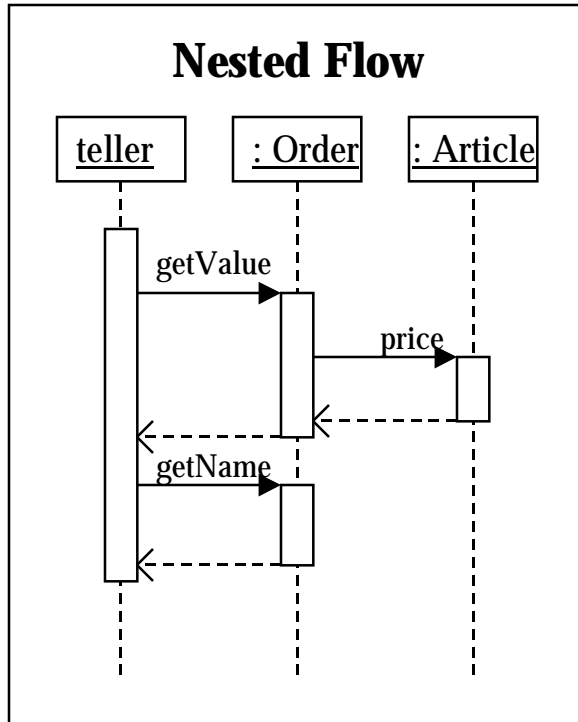 Nested Flow
teller : Order : Article
getValue
price
getName